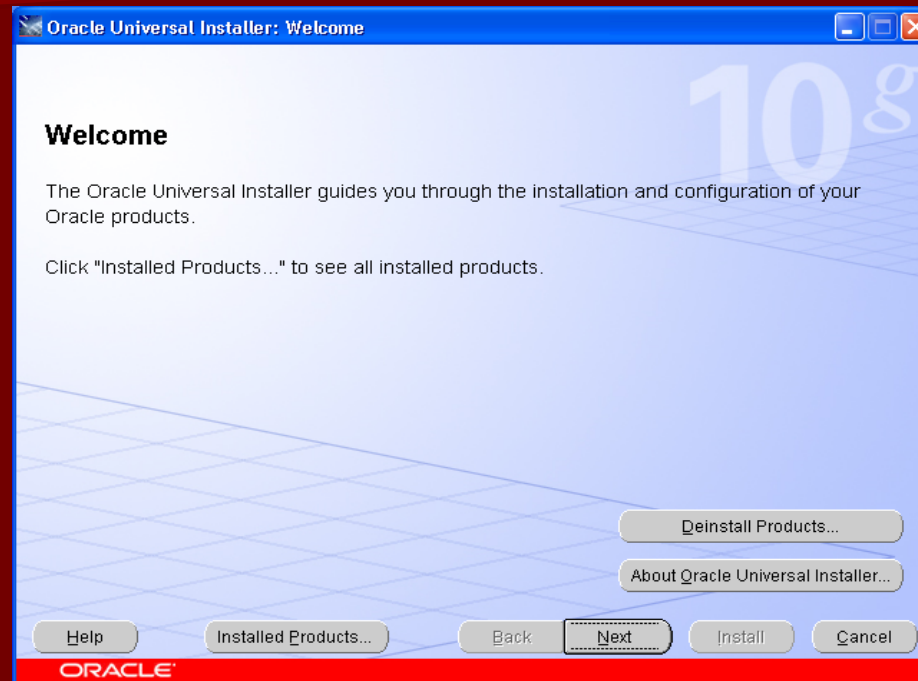 Oracle Universal Installer: Welcome
10g
Welcome
The Oracle Universal Installer guides you through the installation and configuration of your
Oracle products.
Click "Installed Products..." to see all installed products.
Deinstall Products...
About Oracle Universal Installer...
Help Installed Products... Back Next Install Cancel
ORACLE